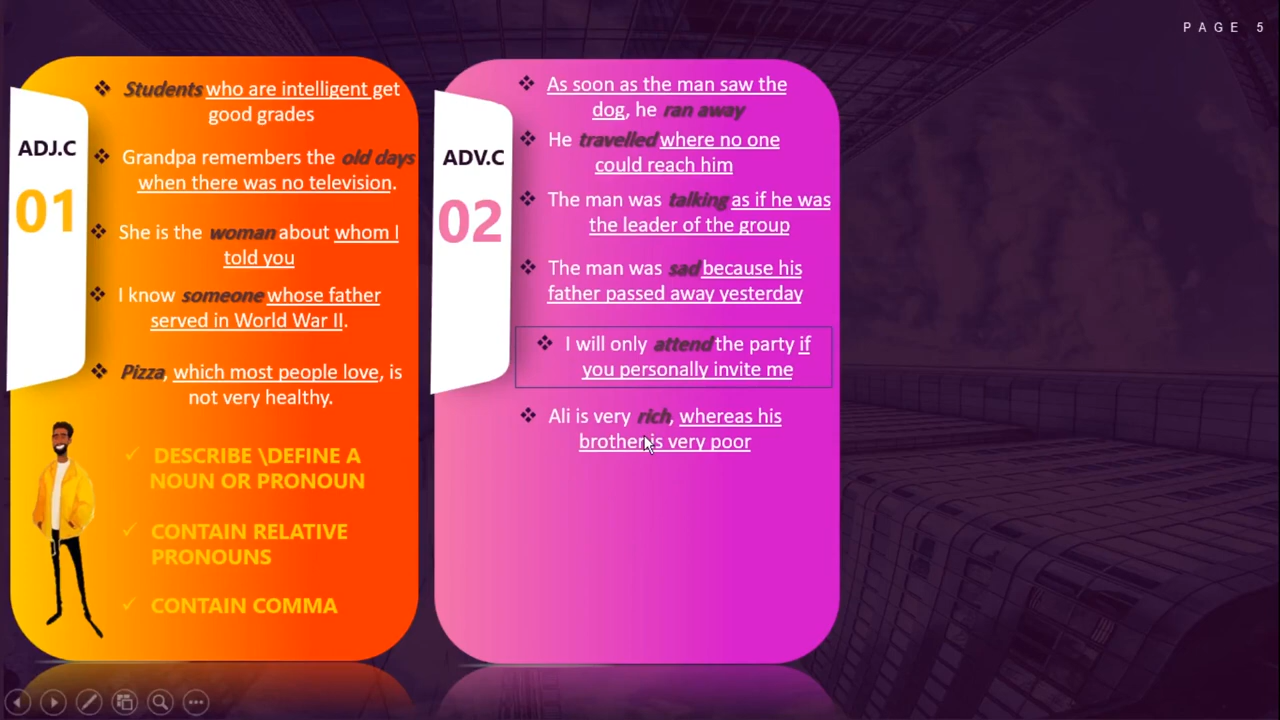 PAGE 5
ADJ.C
01
❖ Students who are intelligent get
good grades
❖ Grandpa remembers the old days
when there was no television.
❖ She is the woman about whom I
told you
❖ I know someone whose father
served in World War II.
❖ Pizza, which most people love, is
not very healthy.
✓ DESCRIBE \DEFINE A
NOUN OR PRONOUN
✓ CONTAIN RELATIVE
PRONOUNS
✓ CONTAIN COMMA
ADV.C
02
❖ As soon as the man saw the
dog, he ran away
❖ He travelled where no one
could reach him
❖ The man was talking as if he was
the leader of the group
❖ The man was sad because his
father passed away yesterday
❖ I will only attend the party if
you personally invite me
❖ Ali is very rich, whereas his
brother is very poor